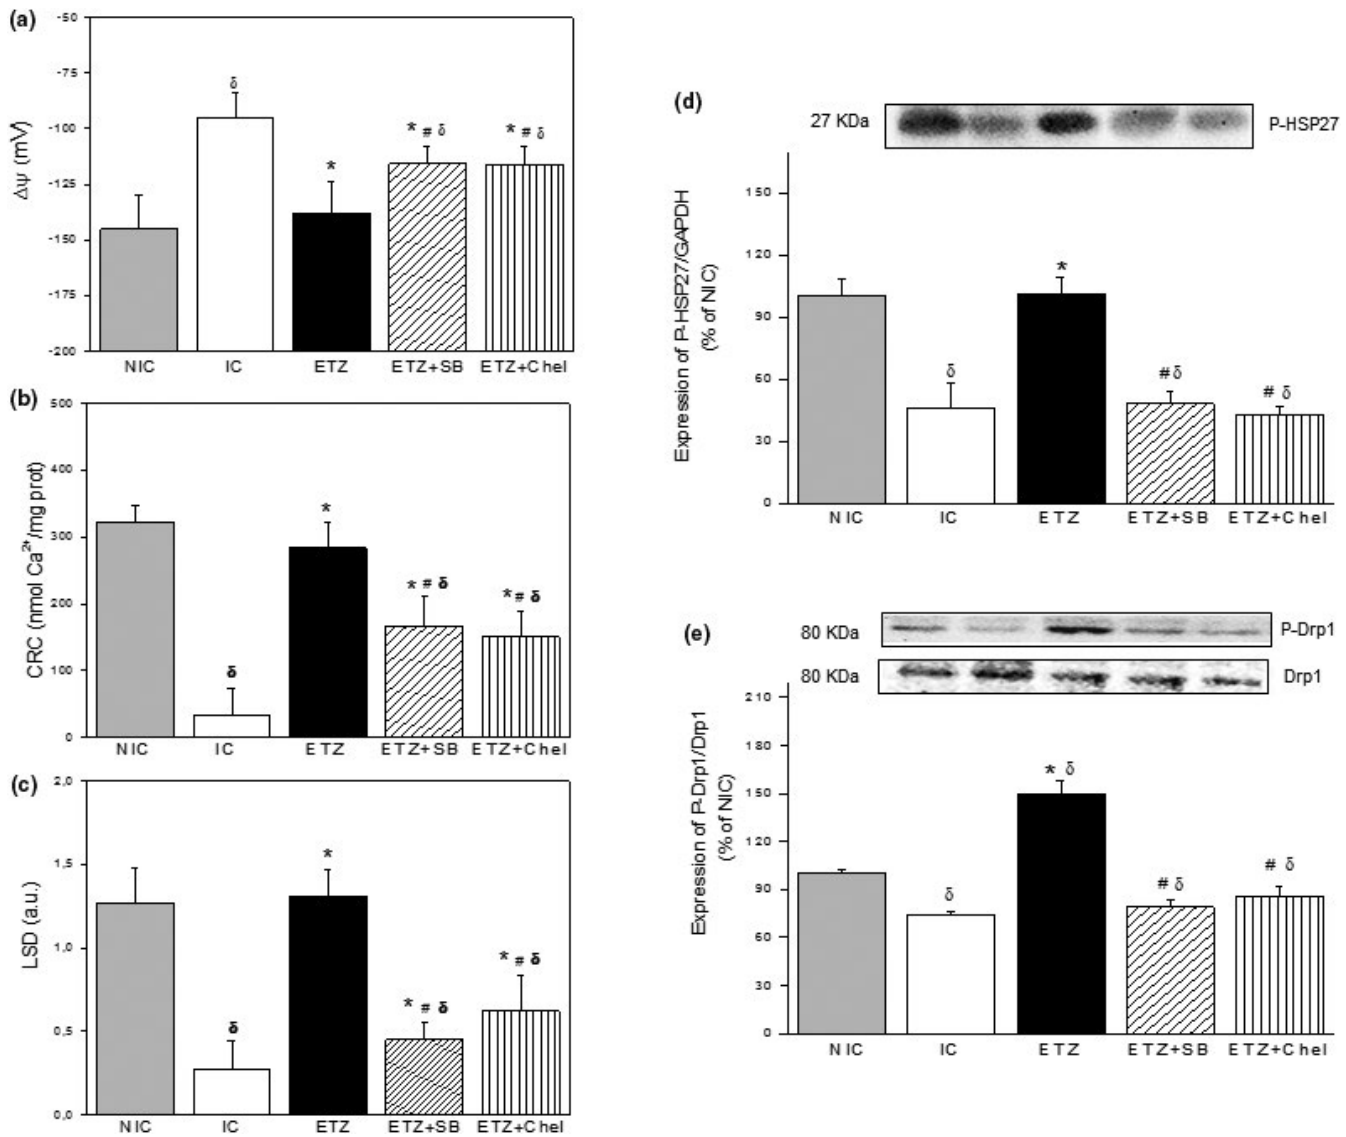 (a)
-50
-75
-100
-125
-150
-175
-200
Δψ (mV)
δ
*
* # δ
* # δ
NIC IC ETZ ETZ+SB ETZ+Chel
(b)
500
400
300
200
100
0
CRC (nmol Ca²⁺/mg prot)
δ
*
* # δ
* # δ
NIC IC ETZ ETZ+SB ETZ+Chel
(c)
2,0
1,5
1,0
0,5
0,0
LSD (a.u.)
δ
*
* # δ
* # δ
NIC IC ETZ ETZ+SB ETZ+Chel
(d)
27 KDa P-HSP27
150
120
90
60
30
0
Expression of P-HSP27/GAPDH
(% of NIC)
δ
*
# δ
# δ
NIC IC ETZ ETZ+SB ETZ+Chel
(e)
80 KDa P-Drp1
80 KDa Drp1
210
180
150
120
90
60
30
0
Expression of P-Drp1/Drp1
(% of NIC)
δ
* δ
# δ
# δ
NIC IC ETZ ETZ+SB ETZ+Chel